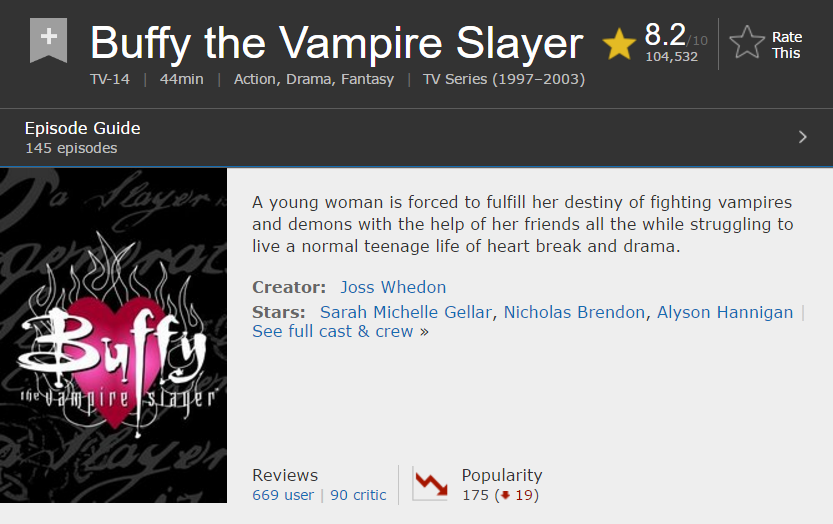 Buffy the Vampire Slayer
8.2/10
104,532
Rate
This
TV-14 | 44min | Action, Drama, Fantasy | TV Series (1997–2003)
Episode Guide
145 episodes
a Slayer
generat
Buffy
the vampire slayer
Slayer
A young woman is forced to fulfill her destiny of fighting vampires
and demons with the help of her friends all the while struggling to
live a normal teenage life of heart break and drama.
Creator: Joss Whedon
Stars: Sarah Michelle Gellar, Nicholas Brendon, Alyson Hannigan |
See full cast & crew »
Reviews
669 user | 90 critic
Popularity
175 (19)